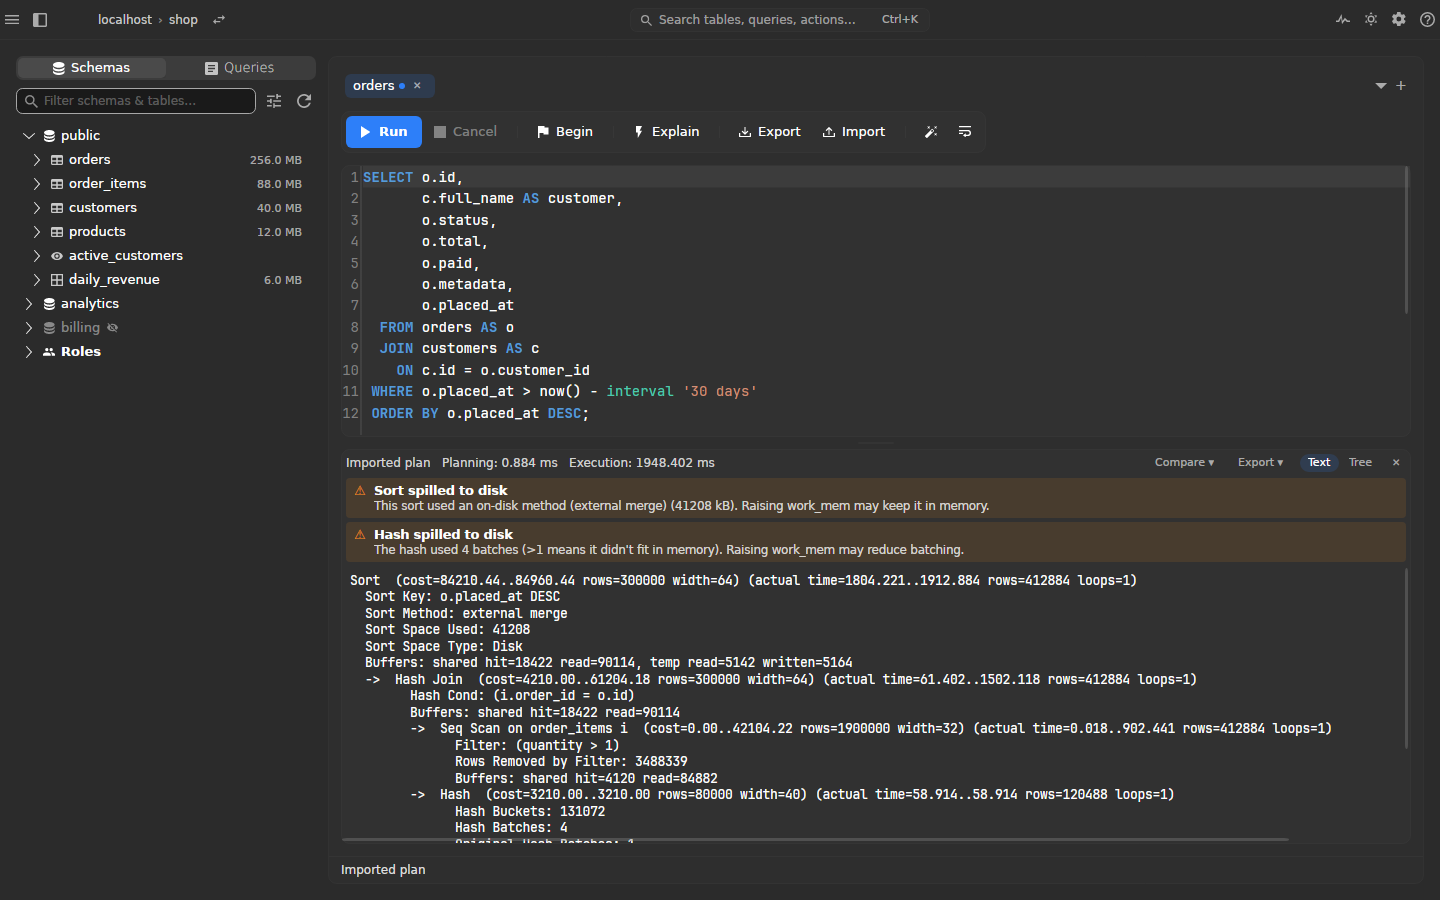 localhost › shop
Search tables, queries, actions... Ctrl+K
Schemas Queries
Filter schemas & tables...
public
orders 256.0 MB
order_items 88.0 MB
customers 40.0 MB
products 12.0 MB
active_customers
daily_revenue 6.0 MB
analytics
billing
Roles
orders ×
Run Cancel Begin Explain Export Import
1 SELECT o.id,
2 c.full_name AS customer,
3 o.status,
4 o.total,
5 o.paid,
6 o.metadata,
7 o.placed_at
8 FROM orders AS o
9 JOIN customers AS c
10 ON c.id = o.customer_id
11 WHERE o.placed_at > now() - interval '30 days'
12 ORDER BY o.placed_at DESC;
Imported plan Planning: 0.884 ms Execution: 1948.402 ms Compare ▾ Export ▾ Text Tree ×
⚠ Sort spilled to disk
This sort used an on-disk method (external merge) (41208 kB). Raising work_mem may keep it in memory.
⚠ Hash spilled to disk
The hash used 4 batches (>1 means it didn't fit in memory). Raising work_mem may reduce batching.
Sort (cost=84210.44..84960.44 rows=300000 width=64) (actual time=1804.221..1912.884 rows=412884 loops=1)
Sort Key: o.placed_at DESC
Sort Method: external merge
Sort Space Used: 41208
Sort Space Type: Disk
Buffers: shared hit=18422 read=90114, temp read=5142 written=5164
-> Hash Join (cost=4210.00..61204.18 rows=300000 width=64) (actual time=61.402..1502.118 rows=412884 loops=1)
Hash Cond: (i.order_id = o.id)
Buffers: shared hit=18422 read=90114
-> Seq Scan on order_items i (cost=0.00..42104.22 rows=1900000 width=32) (actual time=0.018..902.441 rows=412884 loops=1)
Filter: (quantity > 1)
Rows Removed by Filter: 3488339
Buffers: shared hit=4120 read=84882
-> Hash (cost=3210.00..3210.00 rows=80000 width=40) (actual time=58.914..58.914 rows=120488 loops=1)
Hash Buckets: 131072
Hash Batches: 4
Original Hash Batches: 1
Imported plan